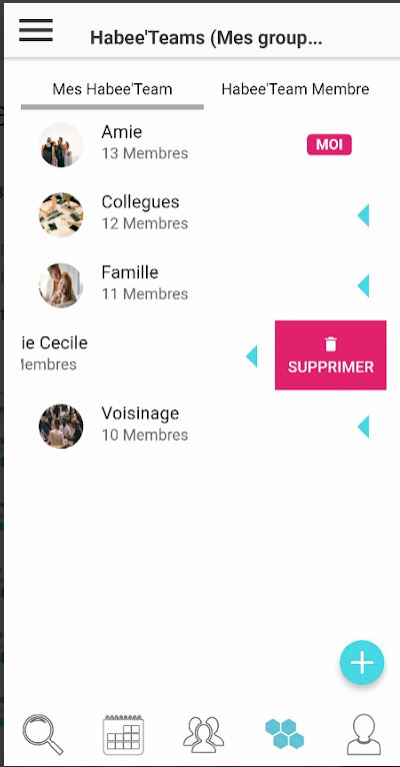 Habee'Teams (Mes group...
Mes Habee'Team
Habee'Team Membre
Amie
13 Membres
MOI
Collegues
12 Membres
Famille
11 Membres
ie Cecile
Membres
SUPPRIMER
Voisinage
10 Membres